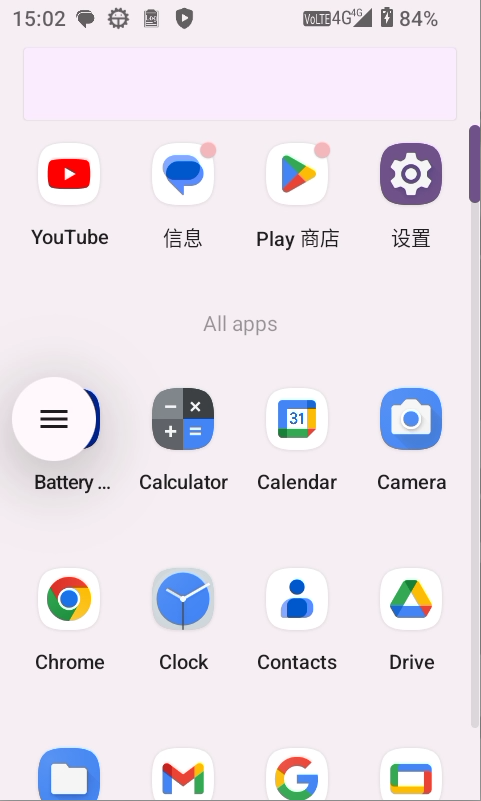 15:02 VoLTE 4G 4G 84%
YouTube 信息 Play 商店 设置
All apps
31
Battery ... Calculator Calendar Camera
Chrome Clock Contacts Drive